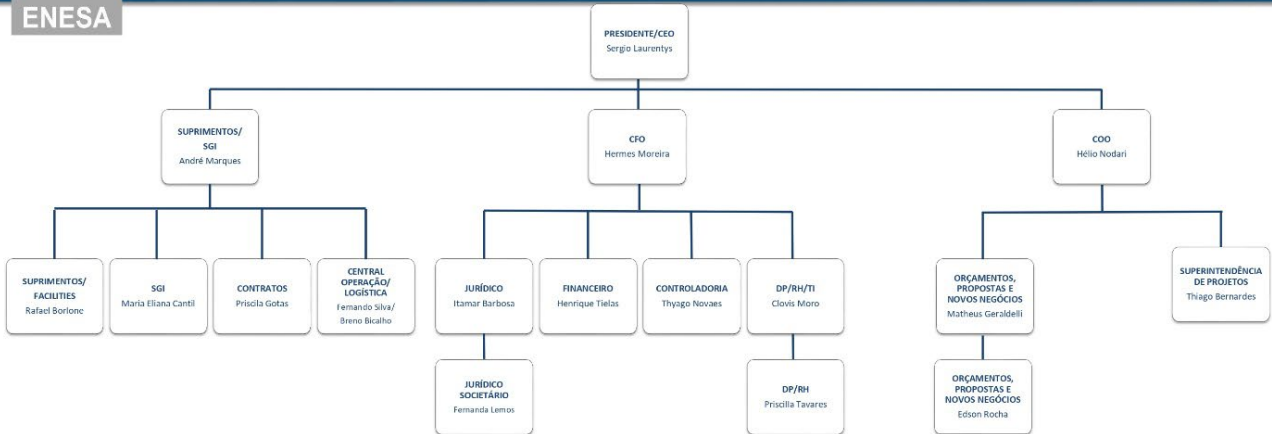 ENESA
PRESIDENTE/CEO
Sergio Laurentys
SUPRIMENTOS/
SGI
André Marques
CFO
Hermes Moreira
COO
Hélio Nodari
SUPRIMENTOS/
FACILITIES
Rafael Borlone
SGI
Maria Eliana Cantil
CONTRATOS
Priscila Gotas
CENTRAL
OPERAÇÃO/
LOGÍSTICA
Fernando Silva/
Breno Bicalho
JURÍDICO
Itamar Barbosa
FINANCEIRO
Henrique Tielas
CONTROLADORIA
Thyago Novaes
DP/RH/TI
Clovis Moro
ORÇAMENTOS,
PROPOSTAS E
NOVOS NEGÓCIOS
Matheus Geraldelli
SUPERINTENDÊNCIA
DE PROJETOS
Thiago Bernardes
JURÍDICO
SOCIETÁRIO
Fernanda Lemos
DP/RH
Priscilla Tavares
ORÇAMENTOS,
PROPOSTAS E
NOVOS NEGÓCIOS
Edson Rocha